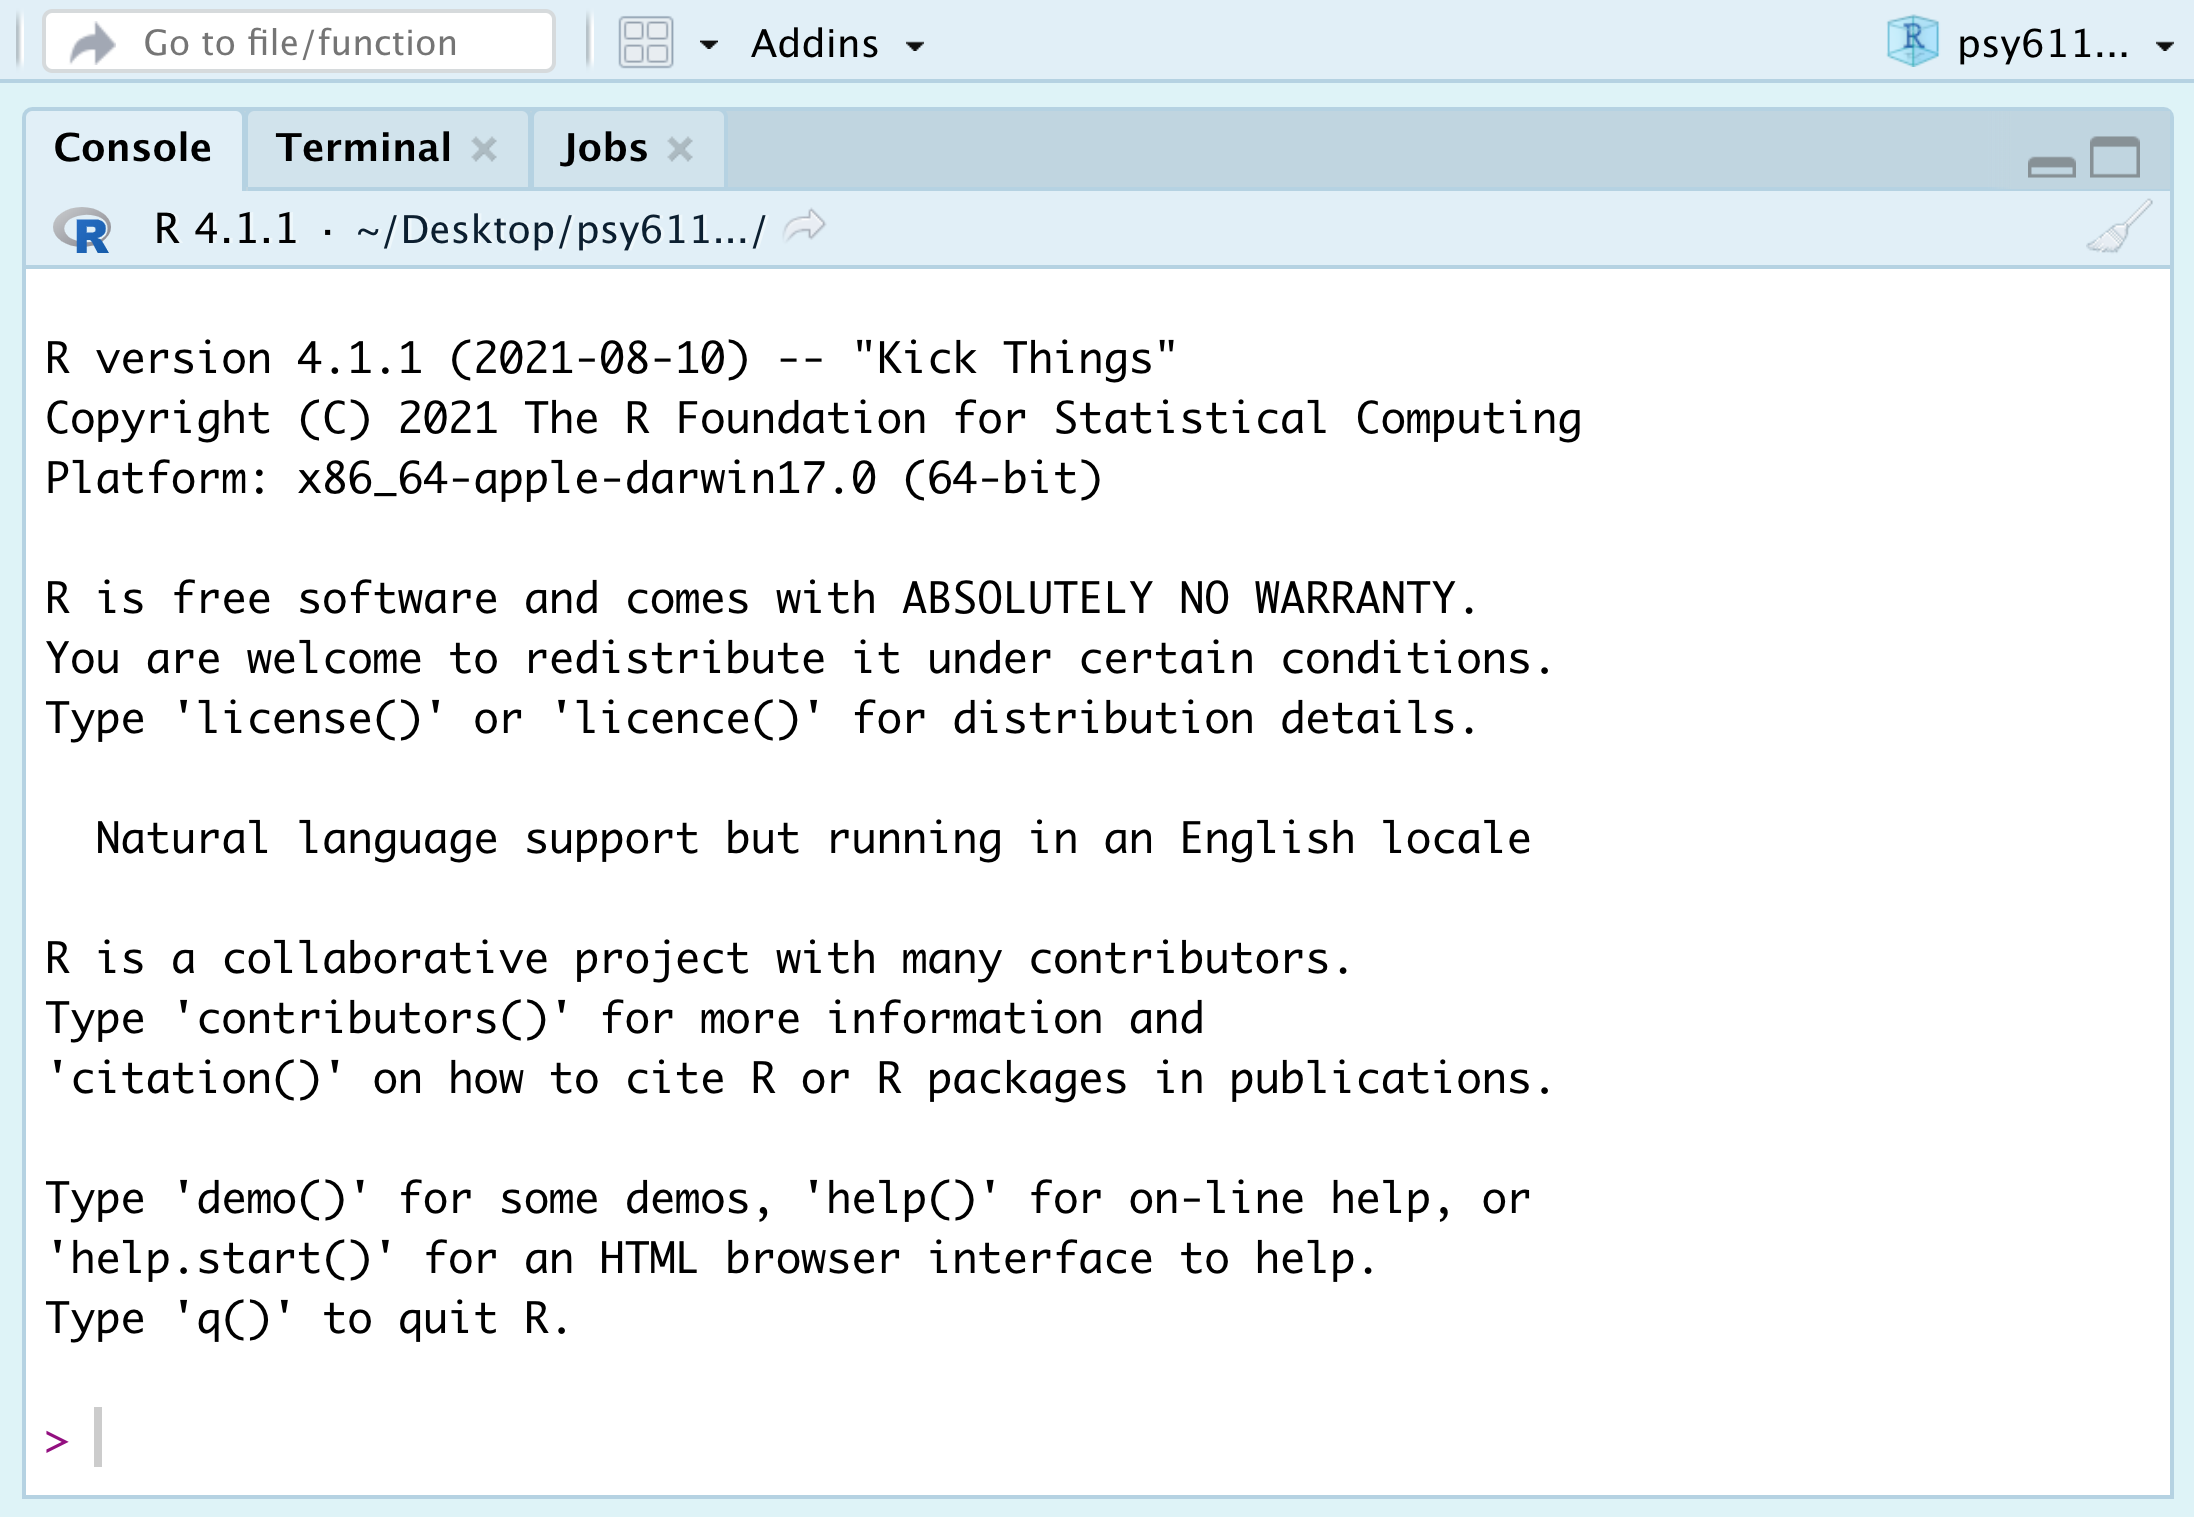 Go to file/function Addins psy611...
Console Terminal Jobs
R 4.1.1 · ~/Desktop/psy611.../
R version 4.1.1 (2021-08-10) -- "Kick Things"
Copyright (C) 2021 The R Foundation for Statistical Computing
Platform: x86_64-apple-darwin17.0 (64-bit)
R is free software and comes with ABSOLUTELY NO WARRANTY.
You are welcome to redistribute it under certain conditions.
Type 'license()' or 'licence()' for distribution details.
Natural language support but running in an English locale
R is a collaborative project with many contributors.
Type 'contributors()' for more information and
'citation()' on how to cite R or R packages in publications.
Type 'demo()' for some demos, 'help()' for on-line help, or
'help.start()' for an HTML browser interface to help.
Type 'q()' to quit R.
>